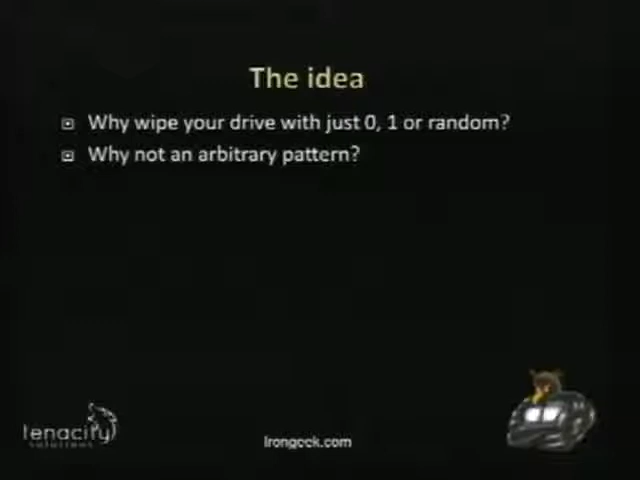 The idea
Why wipe your drive with just 0, 1 or random?
Why not an arbitrary pattern?
tenacity
solutions
Irongeek.com